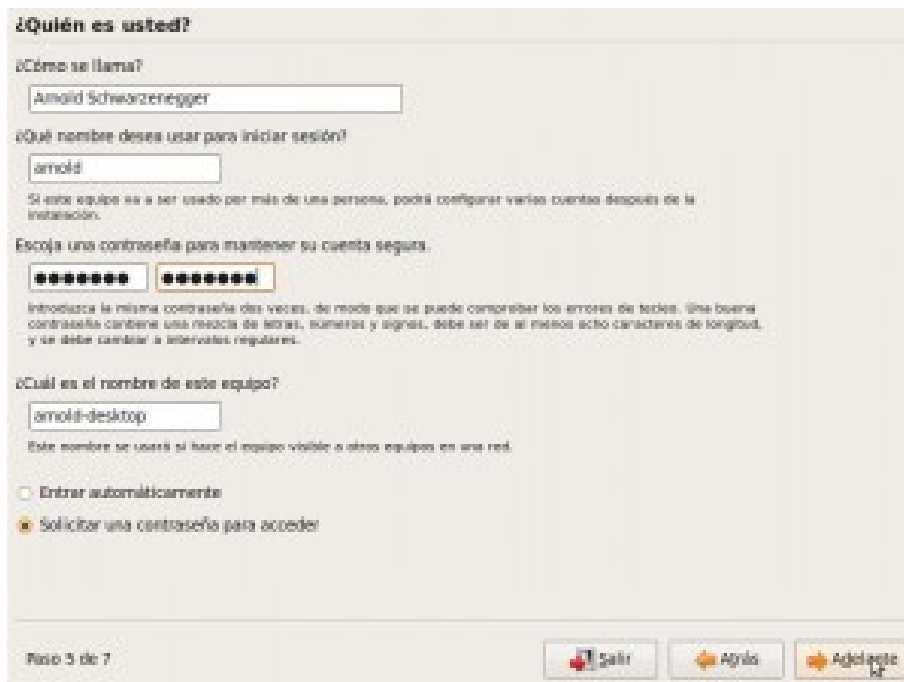 ¿Quién es usted?
¿Cómo se llama?
Arnold Schwarzenegger
¿Qué nombre desea usar para iniciar sesión?
arnold
Si este equipo va a ser usado por más de una persona, podrá configurar varias cuentas después de la
instalación.
Escoja una contraseña para mantener su cuenta segura.
●●●●●●● ●●●●●●●
Introduzca la misma contraseña dos veces, de modo que se puede comprobar los errores de tecleo. Una buena
contraseña contiene una mezcla de letras, números y signos, debe ser de al menos ocho caracteres de longitud,
y se debe cambiar a intervalos regulares.
¿Cuál es el nombre de este equipo?
arnold-desktop
Este nombre se usará si hace el equipo visible a otros equipos en una red.
Entrar automáticamente
Solicitar una contraseña para acceder
Paso 5 de 7
Salir
Atrás
Adelante